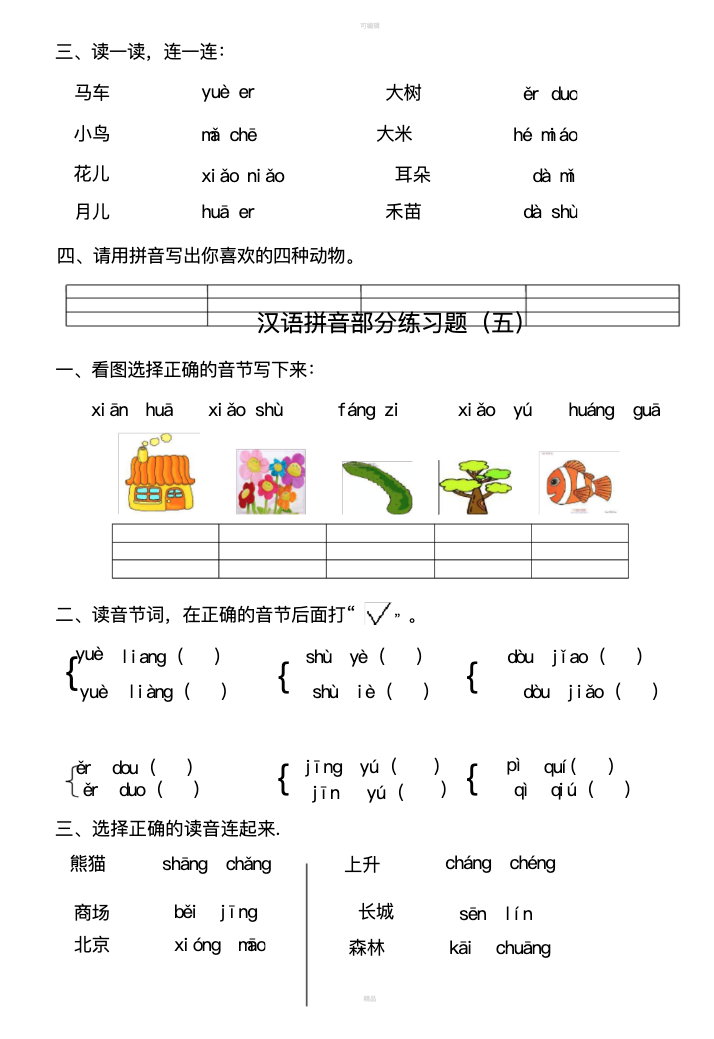 可编辑
三、读一读，连一连：
马车 yuè er 大树 ěr duo
小鸟 mǎ chē 大米 hé miáo
花儿 xiǎo niǎo 耳朵 dà mǐ
月儿 huā er 禾苗 dà shù
四、请用拼音写出你喜欢的四种动物。
汉语拼音部分练习题（五）
一、看图选择正确的音节写下来：
xiān huā xiǎo shù fáng zi xiǎo yú huáng guā
二、读音节词，在正确的音节后面打“ ”。
yuè liang（ ） shù yè（ ） dòu jǐao（ ）
yuè liàng（ ） shù iè（ ） dòu jiǎo（ ）
ěr dou（ ） jīng yú（ ） pì quí( ）
ěr duo（ ） jīn yú（ ） qì qiú（ ）
三、选择正确的读音连起来.
熊猫 shāng chǎng 上升 cháng chéng
商场 běi jīng 长城 sēn lín
北京 xióng māo 森林 kāi chuāng
精品